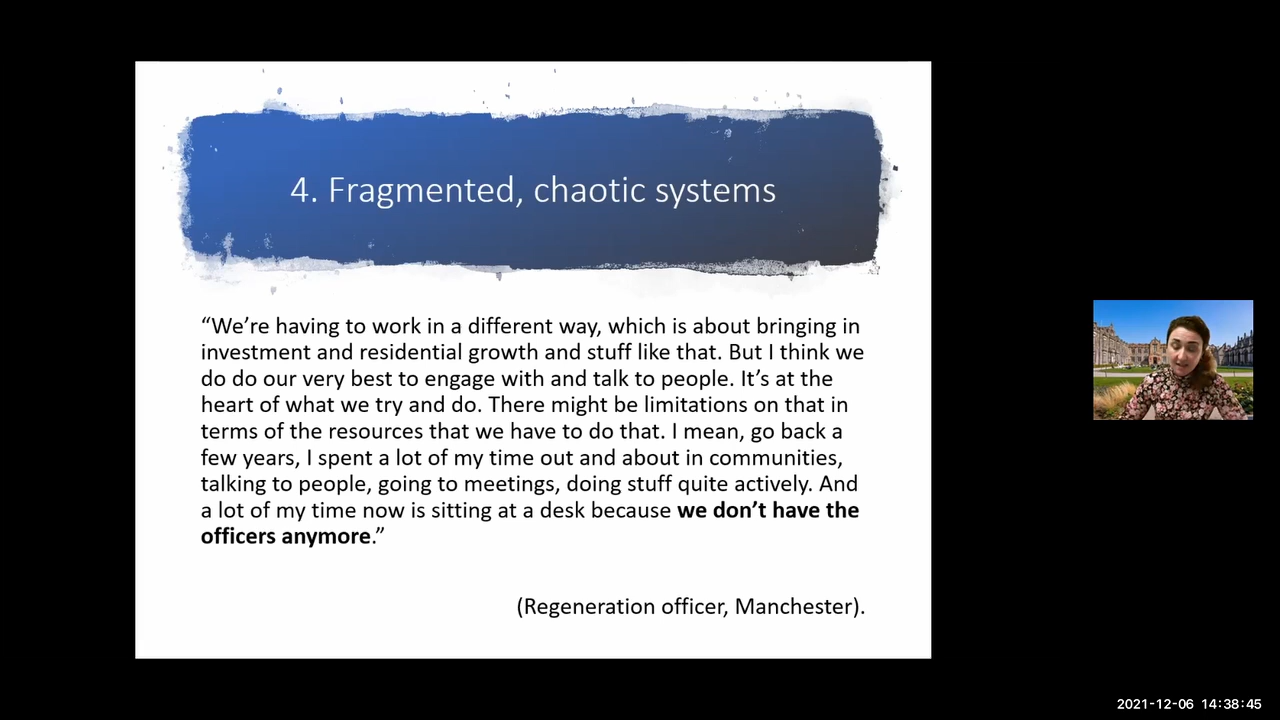 4. Fragmented, chaotic systems
“We’re having to work in a different way, which is about bringing in
investment and residential growth and stuff like that. But I think we
do do our very best to engage with and talk to people. It’s at the
heart of what we try and do. There might be limitations on that in
terms of the resources that we have to do that. I mean, go back a
few years, I spent a lot of my time out and about in communities,
talking to people, going to meetings, doing stuff quite actively. And
a lot of my time now is sitting at a desk because we don’t have the
officers anymore.”
(Regeneration officer, Manchester).
2021-12-06 14:38:45